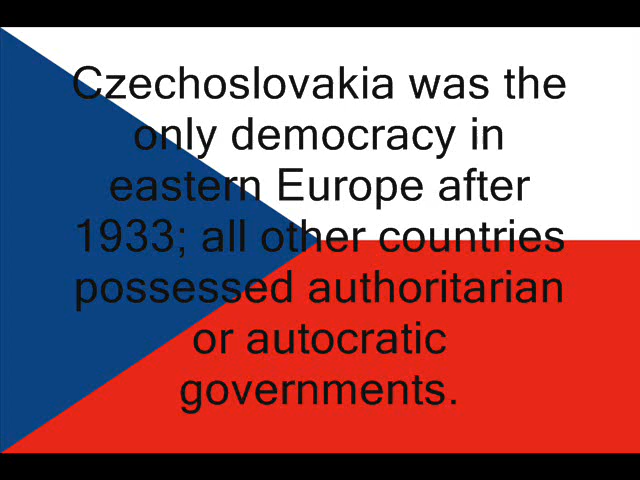 Czechoslovakia was the
only democracy in
eastern Europe after
1933; all other countries
possessed authoritarian
or autocratic
governments.